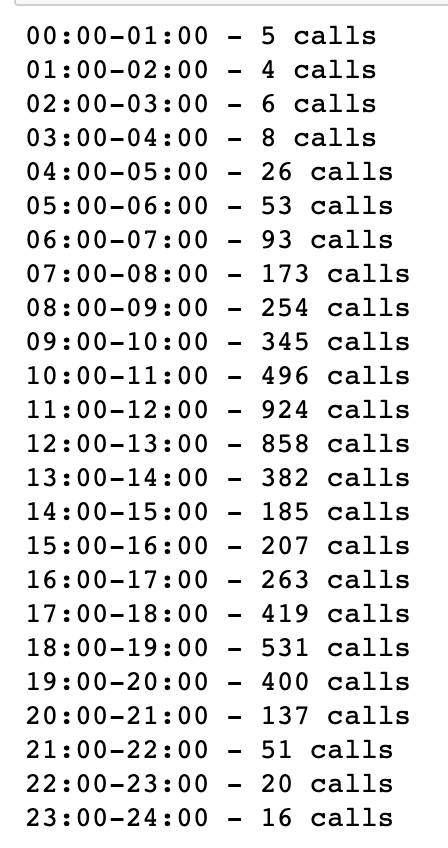 00:00-01:00 - 5 calls
01:00-02:00 - 4 calls
02:00-03:00 - 6 calls
03:00-04:00 - 8 calls
04:00-05:00 - 26 calls
05:00-06:00 - 53 calls
06:00-07:00 - 93 calls
07:00-08:00 - 173 calls
08:00-09:00 - 254 calls
09:00-10:00 - 345 calls
10:00-11:00 - 496 calls
11:00-12:00 - 924 calls
12:00-13:00 - 858 calls
13:00-14:00 - 382 calls
14:00-15:00 - 185 calls
15:00-16:00 - 207 calls
16:00-17:00 - 263 calls
17:00-18:00 - 419 calls
18:00-19:00 - 531 calls
19:00-20:00 - 400 calls
20:00-21:00 - 137 calls
21:00-22:00 - 51 calls
22:00-23:00 - 20 calls
23:00-24:00 - 16 calls